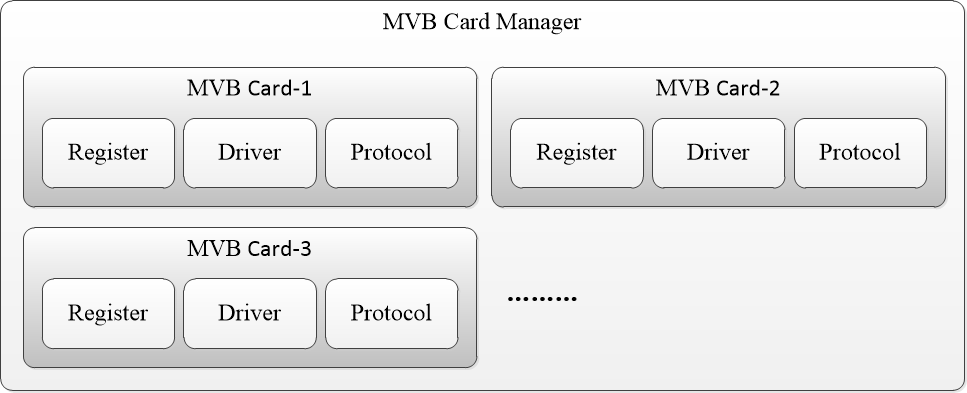 MVB Card Manager
MVB Card-1
Register Driver Protocol
MVB Card-2
Register Driver Protocol
MVB Card-3
Register Driver Protocol
.........